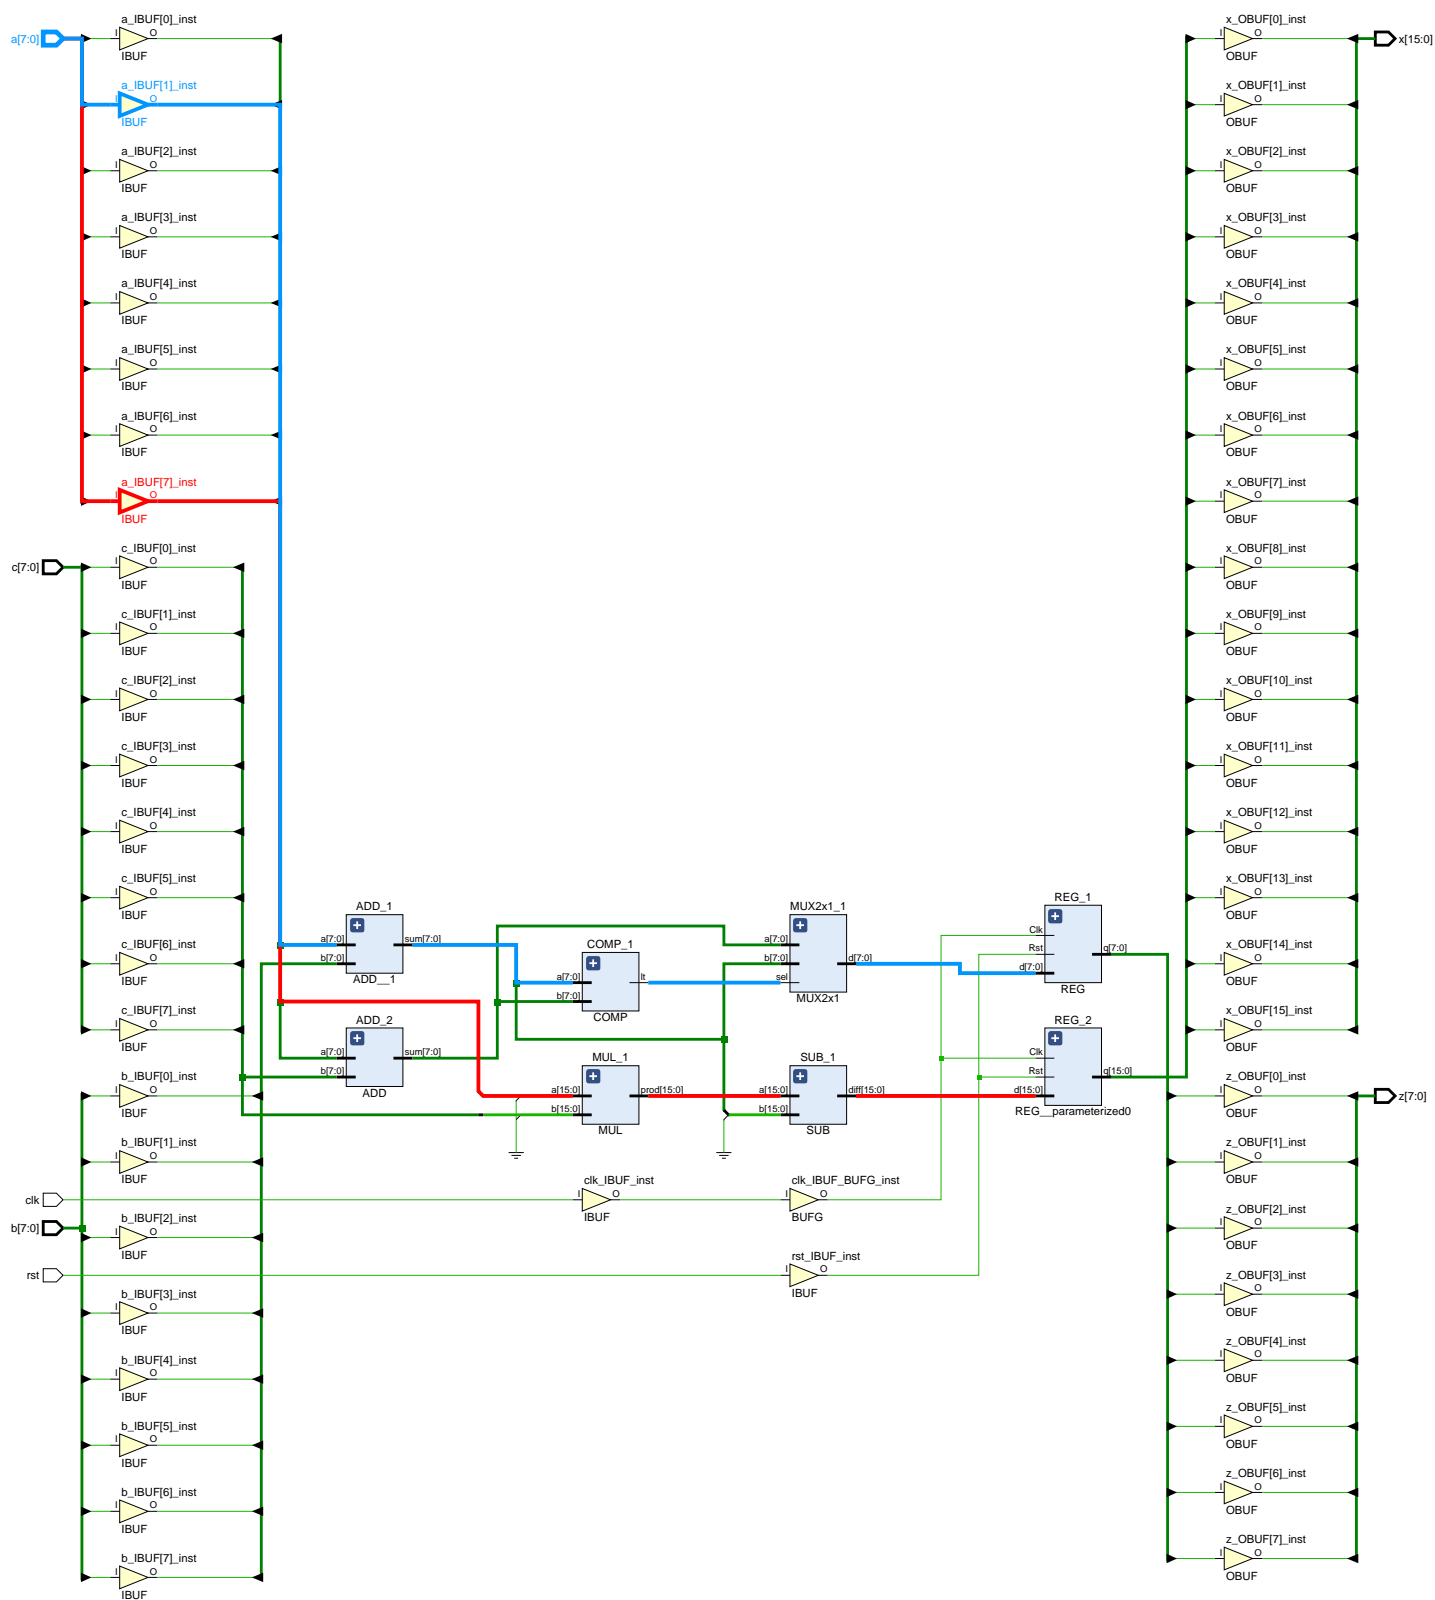 a[7:0]
a_IBUF[0]_inst
I
O
IBUF
a_IBUF[1]_inst
I
O
IBUF
a_IBUF[2]_inst
I
O
IBUF
a_IBUF[3]_inst
I
O
IBUF
a_IBUF[4]_inst
I
O
IBUF
a_IBUF[5]_inst
I
O
IBUF
a_IBUF[6]_inst
I
O
IBUF
a_IBUF[7]_inst
I
O
IBUF
c[7:0]
c_IBUF[0]_inst
I
O
IBUF
c_IBUF[1]_inst
I
O
IBUF
c_IBUF[2]_inst
I
O
IBUF
c_IBUF[3]_inst
I
O
IBUF
c_IBUF[4]_inst
I
O
IBUF
c_IBUF[5]_inst
I
O
IBUF
c_IBUF[6]_inst
I
O
IBUF
c_IBUF[7]_inst
I
O
IBUF
b_IBUF[0]_inst
I
O
IBUF
b_IBUF[1]_inst
I
O
IBUF
clk
b[7:0]
b_IBUF[2]_inst
I
O
IBUF
rst
b_IBUF[3]_inst
I
O
IBUF
b_IBUF[4]_inst
I
O
IBUF
b_IBUF[5]_inst
I
O
IBUF
b_IBUF[6]_inst
I
O
IBUF
b_IBUF[7]_inst
I
O
IBUF
ADD_1
a[7:0]
sum[7:0]
b[7:0]
ADD__1
ADD_2
a[7:0]
sum[7:0]
b[7:0]
ADD
COMP_1
a[7:0]
lt
b[7:0]
COMP
MUL_1
a[15:0]
prod[15:0]
b[15:0]
MUL
clk_IBUF_inst
I
O
IBUF
MUX2x1_1
a[7:0]
b[7:0]
d[7:0]
sel
MUX2x1
SUB_1
a[15:0]
diff[15:0]
b[15:0]
SUB
clk_IBUF_BUFG_inst
I
O
BUFG
rst_IBUF_inst
I
O
IBUF
REG_1
Clk
Rst
q[7:0]
d[7:0]
REG
REG_2
Clk
Rst
q[15:0]
d[15:0]
REG__parameterized0
x_OBUF[0]_inst
I
O
OBUF
x[15:0]
x_OBUF[1]_inst
I
O
OBUF
x_OBUF[2]_inst
I
O
OBUF
x_OBUF[3]_inst
I
O
OBUF
x_OBUF[4]_inst
I
O
OBUF
x_OBUF[5]_inst
I
O
OBUF
x_OBUF[6]_inst
I
O
OBUF
x_OBUF[7]_inst
I
O
OBUF
x_OBUF[8]_inst
I
O
OBUF
x_OBUF[9]_inst
I
O
OBUF
x_OBUF[10]_inst
I
O
OBUF
x_OBUF[11]_inst
I
O
OBUF
x_OBUF[12]_inst
I
O
OBUF
x_OBUF[13]_inst
I
O
OBUF
x_OBUF[14]_inst
I
O
OBUF
x_OBUF[15]_inst
I
O
OBUF
z_OBUF[0]_inst
I
O
OBUF
z[7:0]
z_OBUF[1]_inst
I
O
OBUF
z_OBUF[2]_inst
I
O
OBUF
z_OBUF[3]_inst
I
O
OBUF
z_OBUF[4]_inst
I
O
OBUF
z_OBUF[5]_inst
I
O
OBUF
z_OBUF[6]_inst
I
O
OBUF
z_OBUF[7]_inst
I
O
OBUF